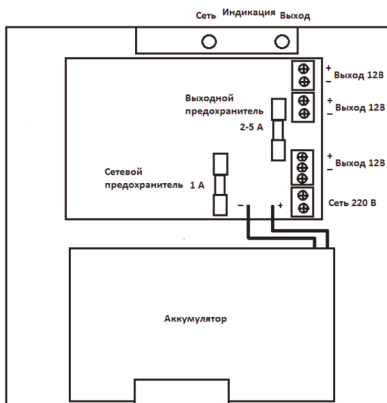 Сеть Индикация Выход
+
− Выход 12В
Выходной
предохранитель
2-5 А
+
− Выход 12В
Сетевой
предохранитель 1 А
+
− Выход 12В
− +
Сеть 220 В
Аккумулятор